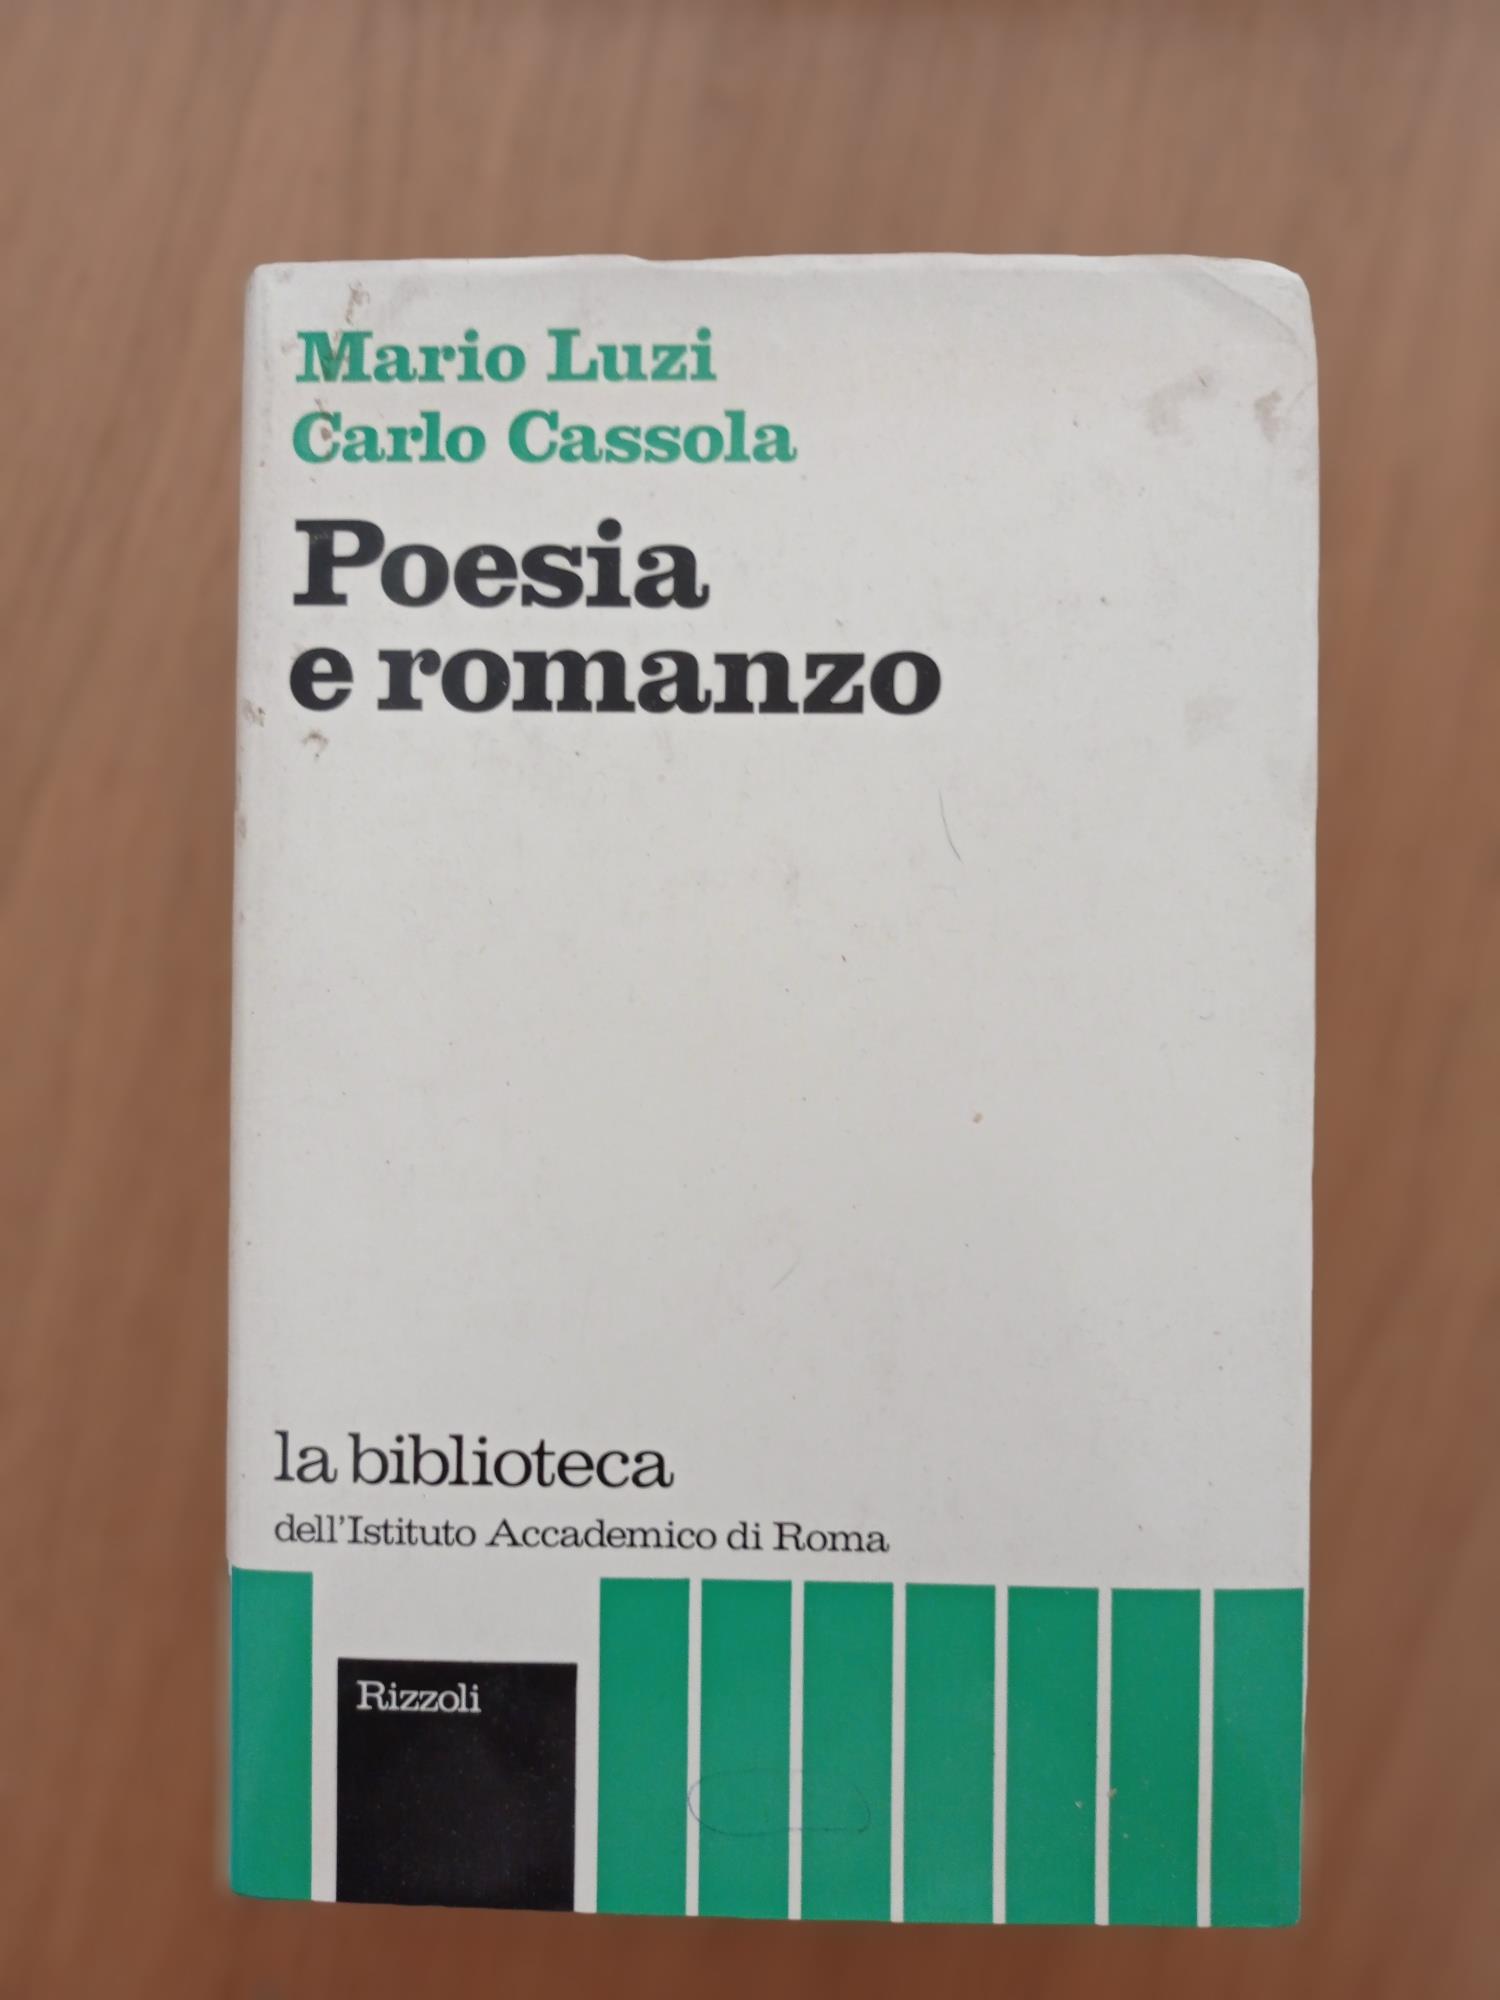 Mario Luzi
Carlo Cassola
Poesia
e romanzo
la biblioteca
dell'Istituto Accademico di Roma
Rizzoli